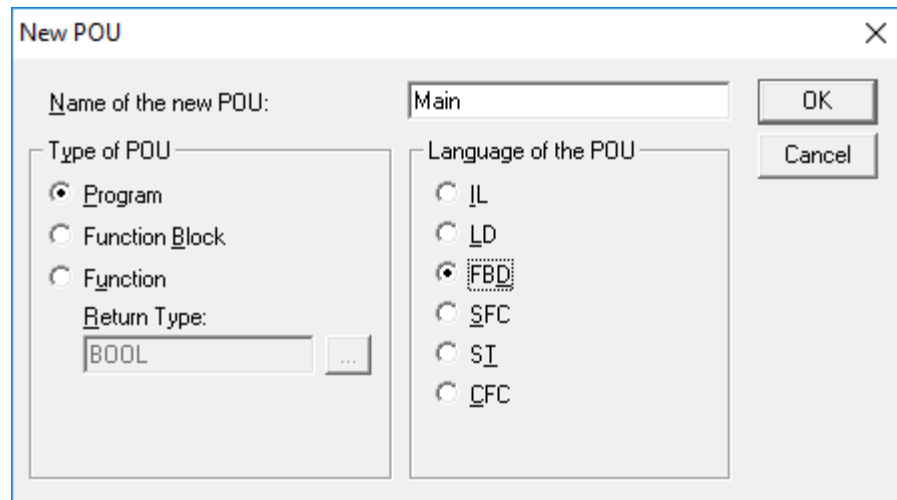 New POU
Name of the new POU:
Main
OK
Cancel
Type of POU
Program
Function Block
Function
Return Type:
BOOL
...
Language of the POU
IL
LD
FBD
SFC
ST
CFC